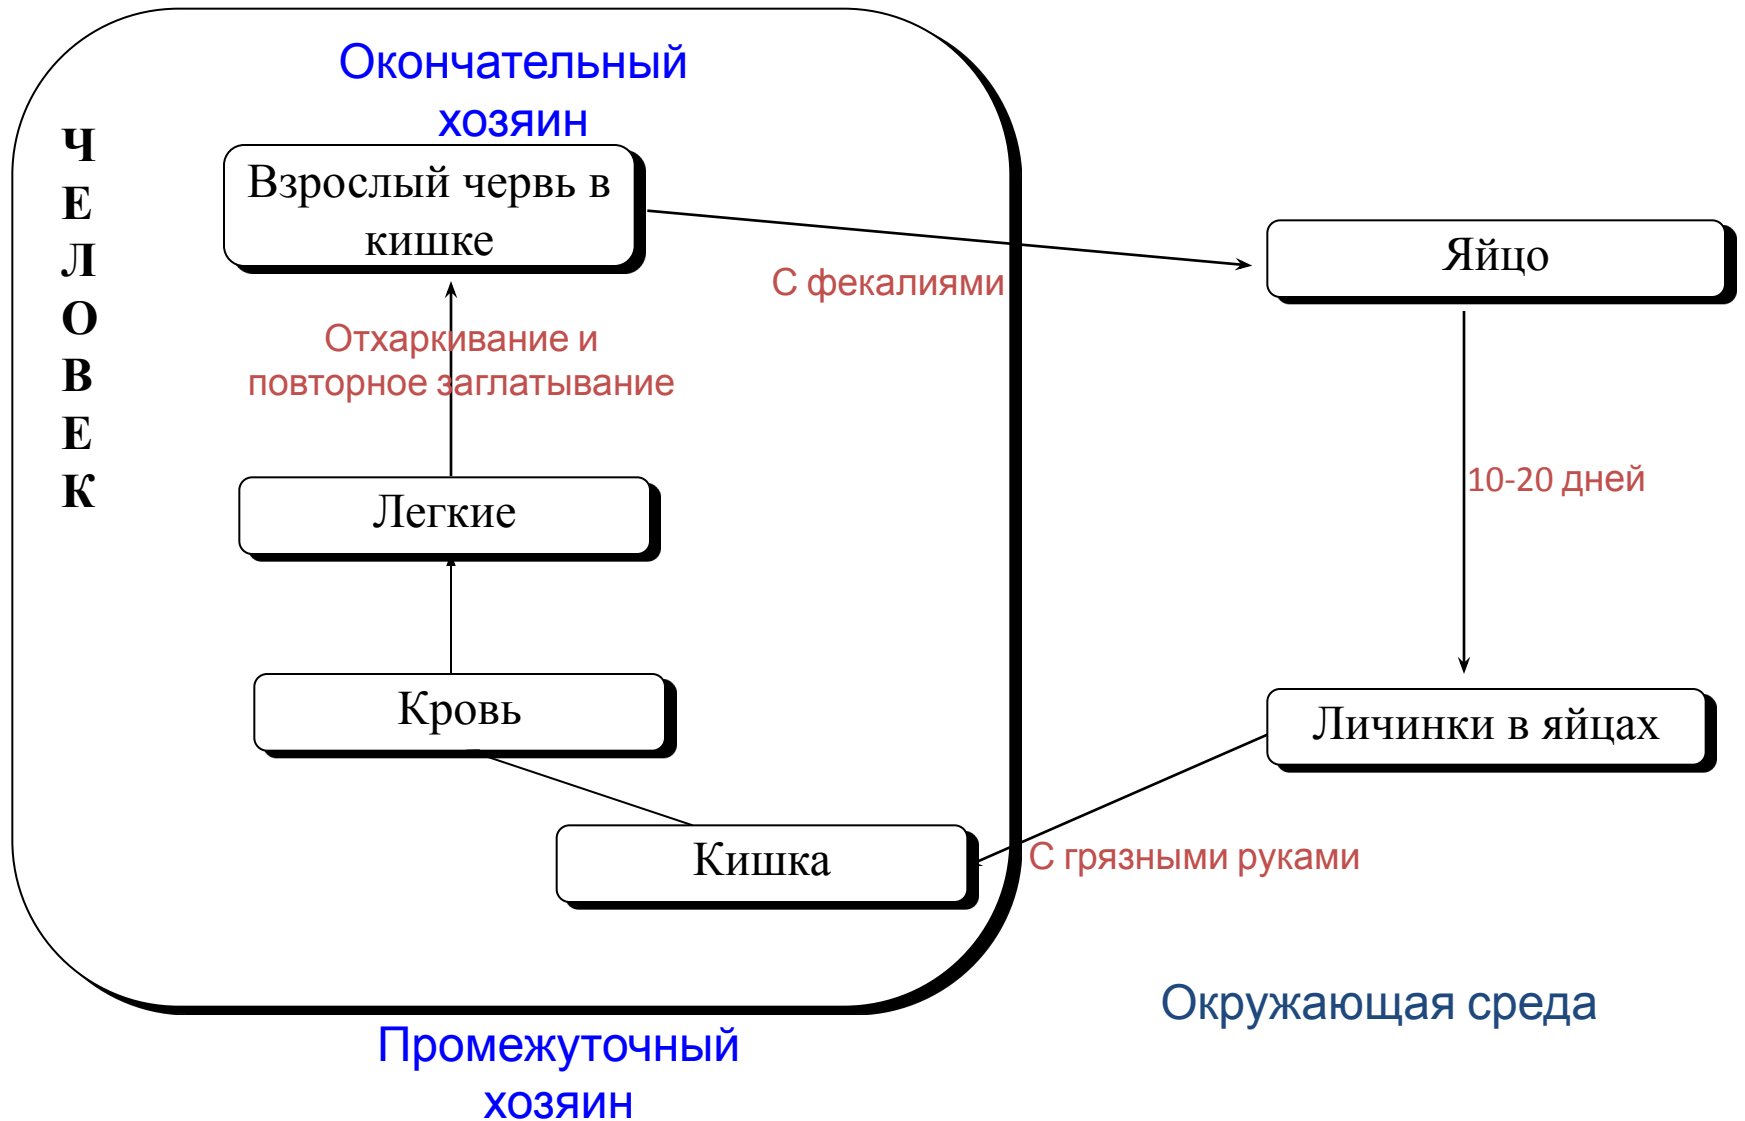 Окончательный
хозяин
Ч
Е
Л
О
В
Е
К
Взрослый червь в
кишке
С фекалиями
Яйцо
Отхаркивание и
повторное заглатывание
10-20 дней
Легкие
Кровь
Личинки в яйцах
Кишка
С грязными руками
Окружающая среда
Промежуточный
хозяин